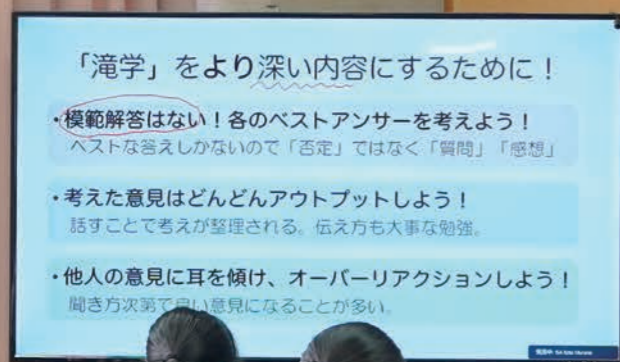 「滝学」をより深い内容にするために！
・模範解答はない！各のベストアンサーを考えよう！
ベストな答えしかないので「否定」ではなく「質問」「感想」
・考えた意見はどんどんアウトプットしよう！
話すことで考えが整理される。伝え方も大事な勉強。
・他人の意見に耳を傾け、オーバーリアクションしよう！
聞き方次第で良い意見になることが多い。